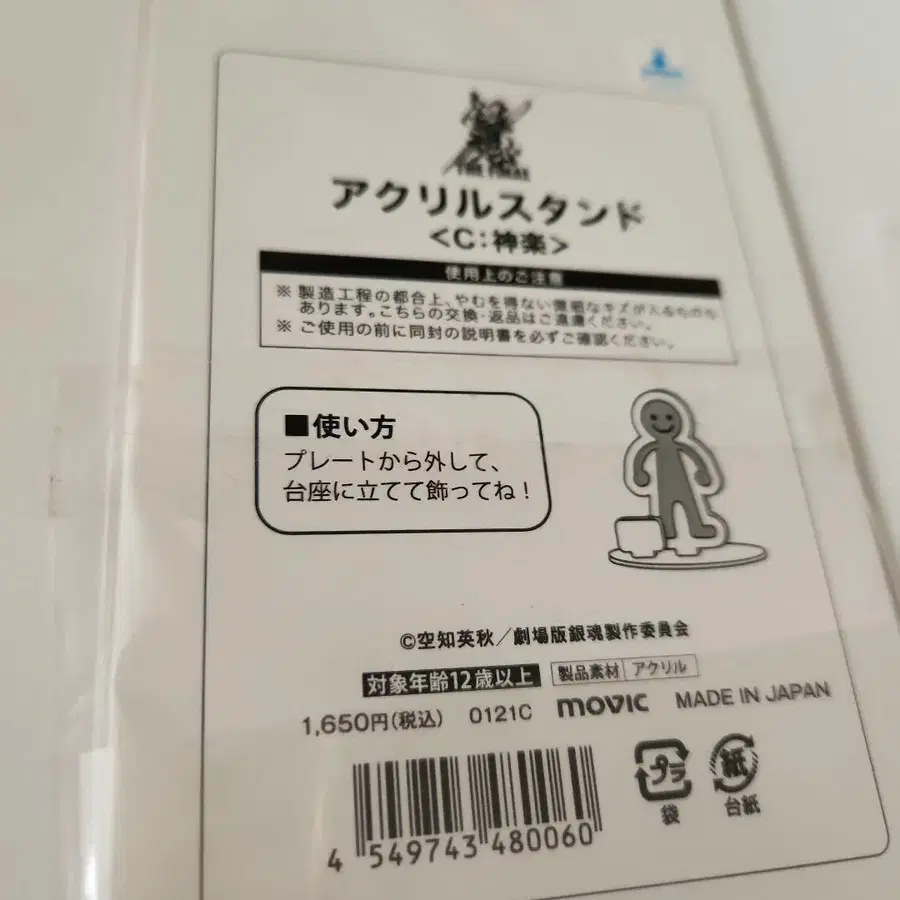 THE FINAL
アクリルスタンド
<C:神楽>
使用上のご注意
※ 製造工程の都合上、やむを得ない微細なキズが入るものも
あります。こちらの交換・返品はご遠慮ください。
※ ご使用の前に同封の説明書を必ずご確認ください。
■使い方
プレートから外して、
台座に立てて飾ってね!
©空知英秋/劇場版銀魂製作委員会
対象年齢12歳以上 製品素材 アクリル
1,650円(税込) 0121C movic MADE IN JAPAN
プラ 紙
袋 台紙
4 549743 480060